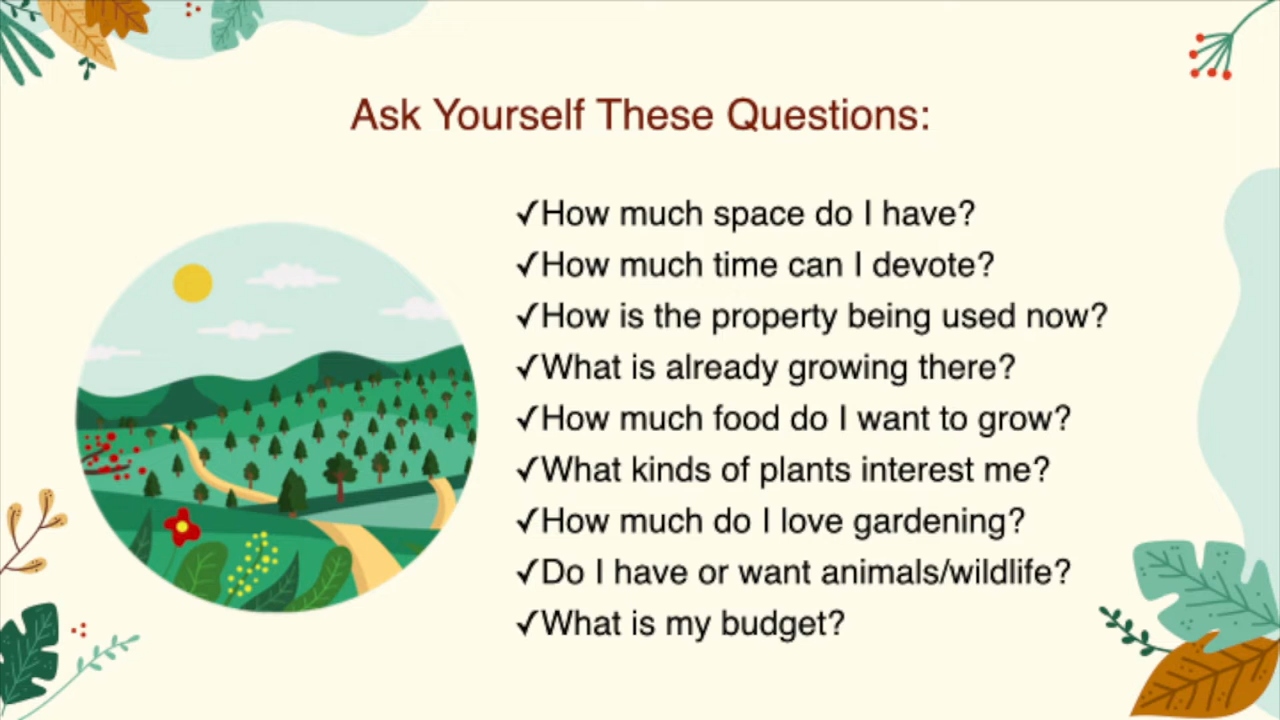 Ask Yourself These Questions:
✓How much space do I have?
✓How much time can I devote?
✓How is the property being used now?
✓What is already growing there?
✓How much food do I want to grow?
✓What kinds of plants interest me?
✓How much do I love gardening?
✓Do I have or want animals/wildlife?
✓What is my budget?